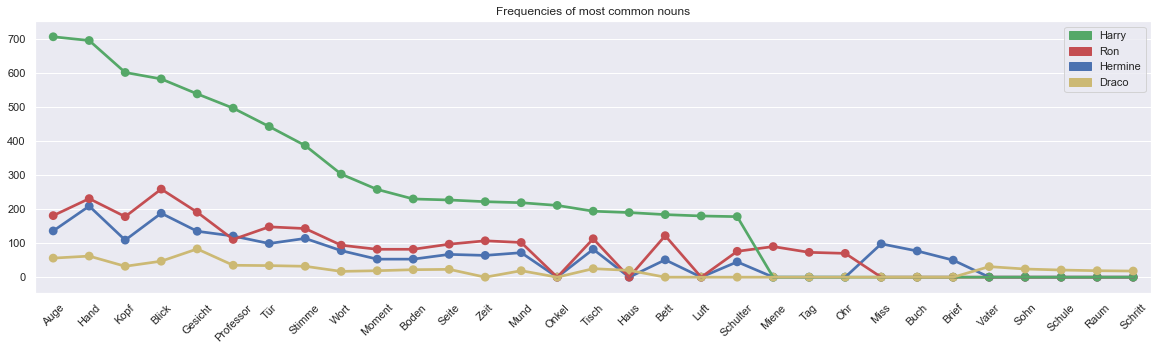 Frequencies of most common nouns
Harry
Ron
Hermine
Draco
700
600
500
400
300
200
100
0
Auge
Hand
Kopf
Blick
Gesicht
Professor
Tür
Stimme
Wort
Moment
Boden
Seite
Zeit
Mund
Onkel
Tisch
Haus
Bett
Luft
Schulter
Miene
Tag
Ohr
Miss
Buch
Brief
Vater
Sohn
Schule
Raum
Schritt